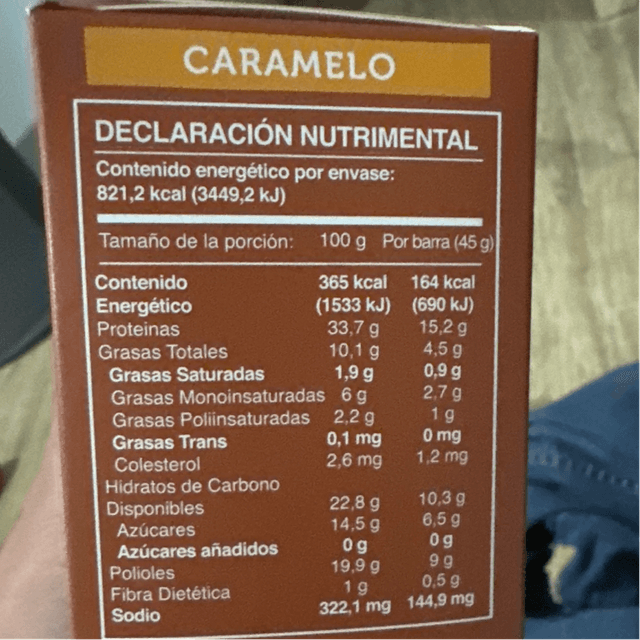 CARAMELO
DECLARACIÓN NUTRIMENTAL
Contenido energético por envase:
821,2 kcal (3449,2 kJ)
Tamaño de la porción: 100 g Por barra (45 g)
Contenido 365 kcal 164 kcal
Energético (1533 kJ) (690 kJ)
Proteinas 33,7 g 15,2 g
Grasas Totales 10,1 g 4,5 g
Grasas Saturadas 1,9 g 0,9 g
Grasas Monoinsaturadas 6 g 2,7 g
Grasas Poliinsaturadas 2,2 g 1 g
Grasas Trans 0,1 mg 0 mg
Colesterol 2,6 mg 1,2 mg
Hidratos de Carbono
Disponibles 22,8 g 10,3 g
Azúcares 14,5 g 6,5 g
Azúcares añadidos 0 g 0 g
Polioles 19,9 g 9 g
Fibra Dietética 1 g 0,5 g
Sodio 322,1 mg 144,9 mg